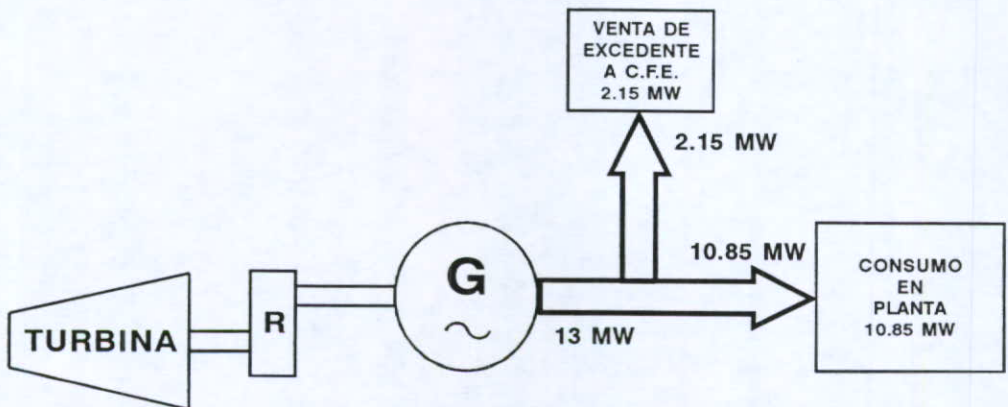 VENTA DE
EXCEDENTE
A C.F.E.
2.15 MW
2.15 MW
10.85 MW
CONSUMO
EN
PLANTA
10.85 MW
G
R
TURBINA
13 MW